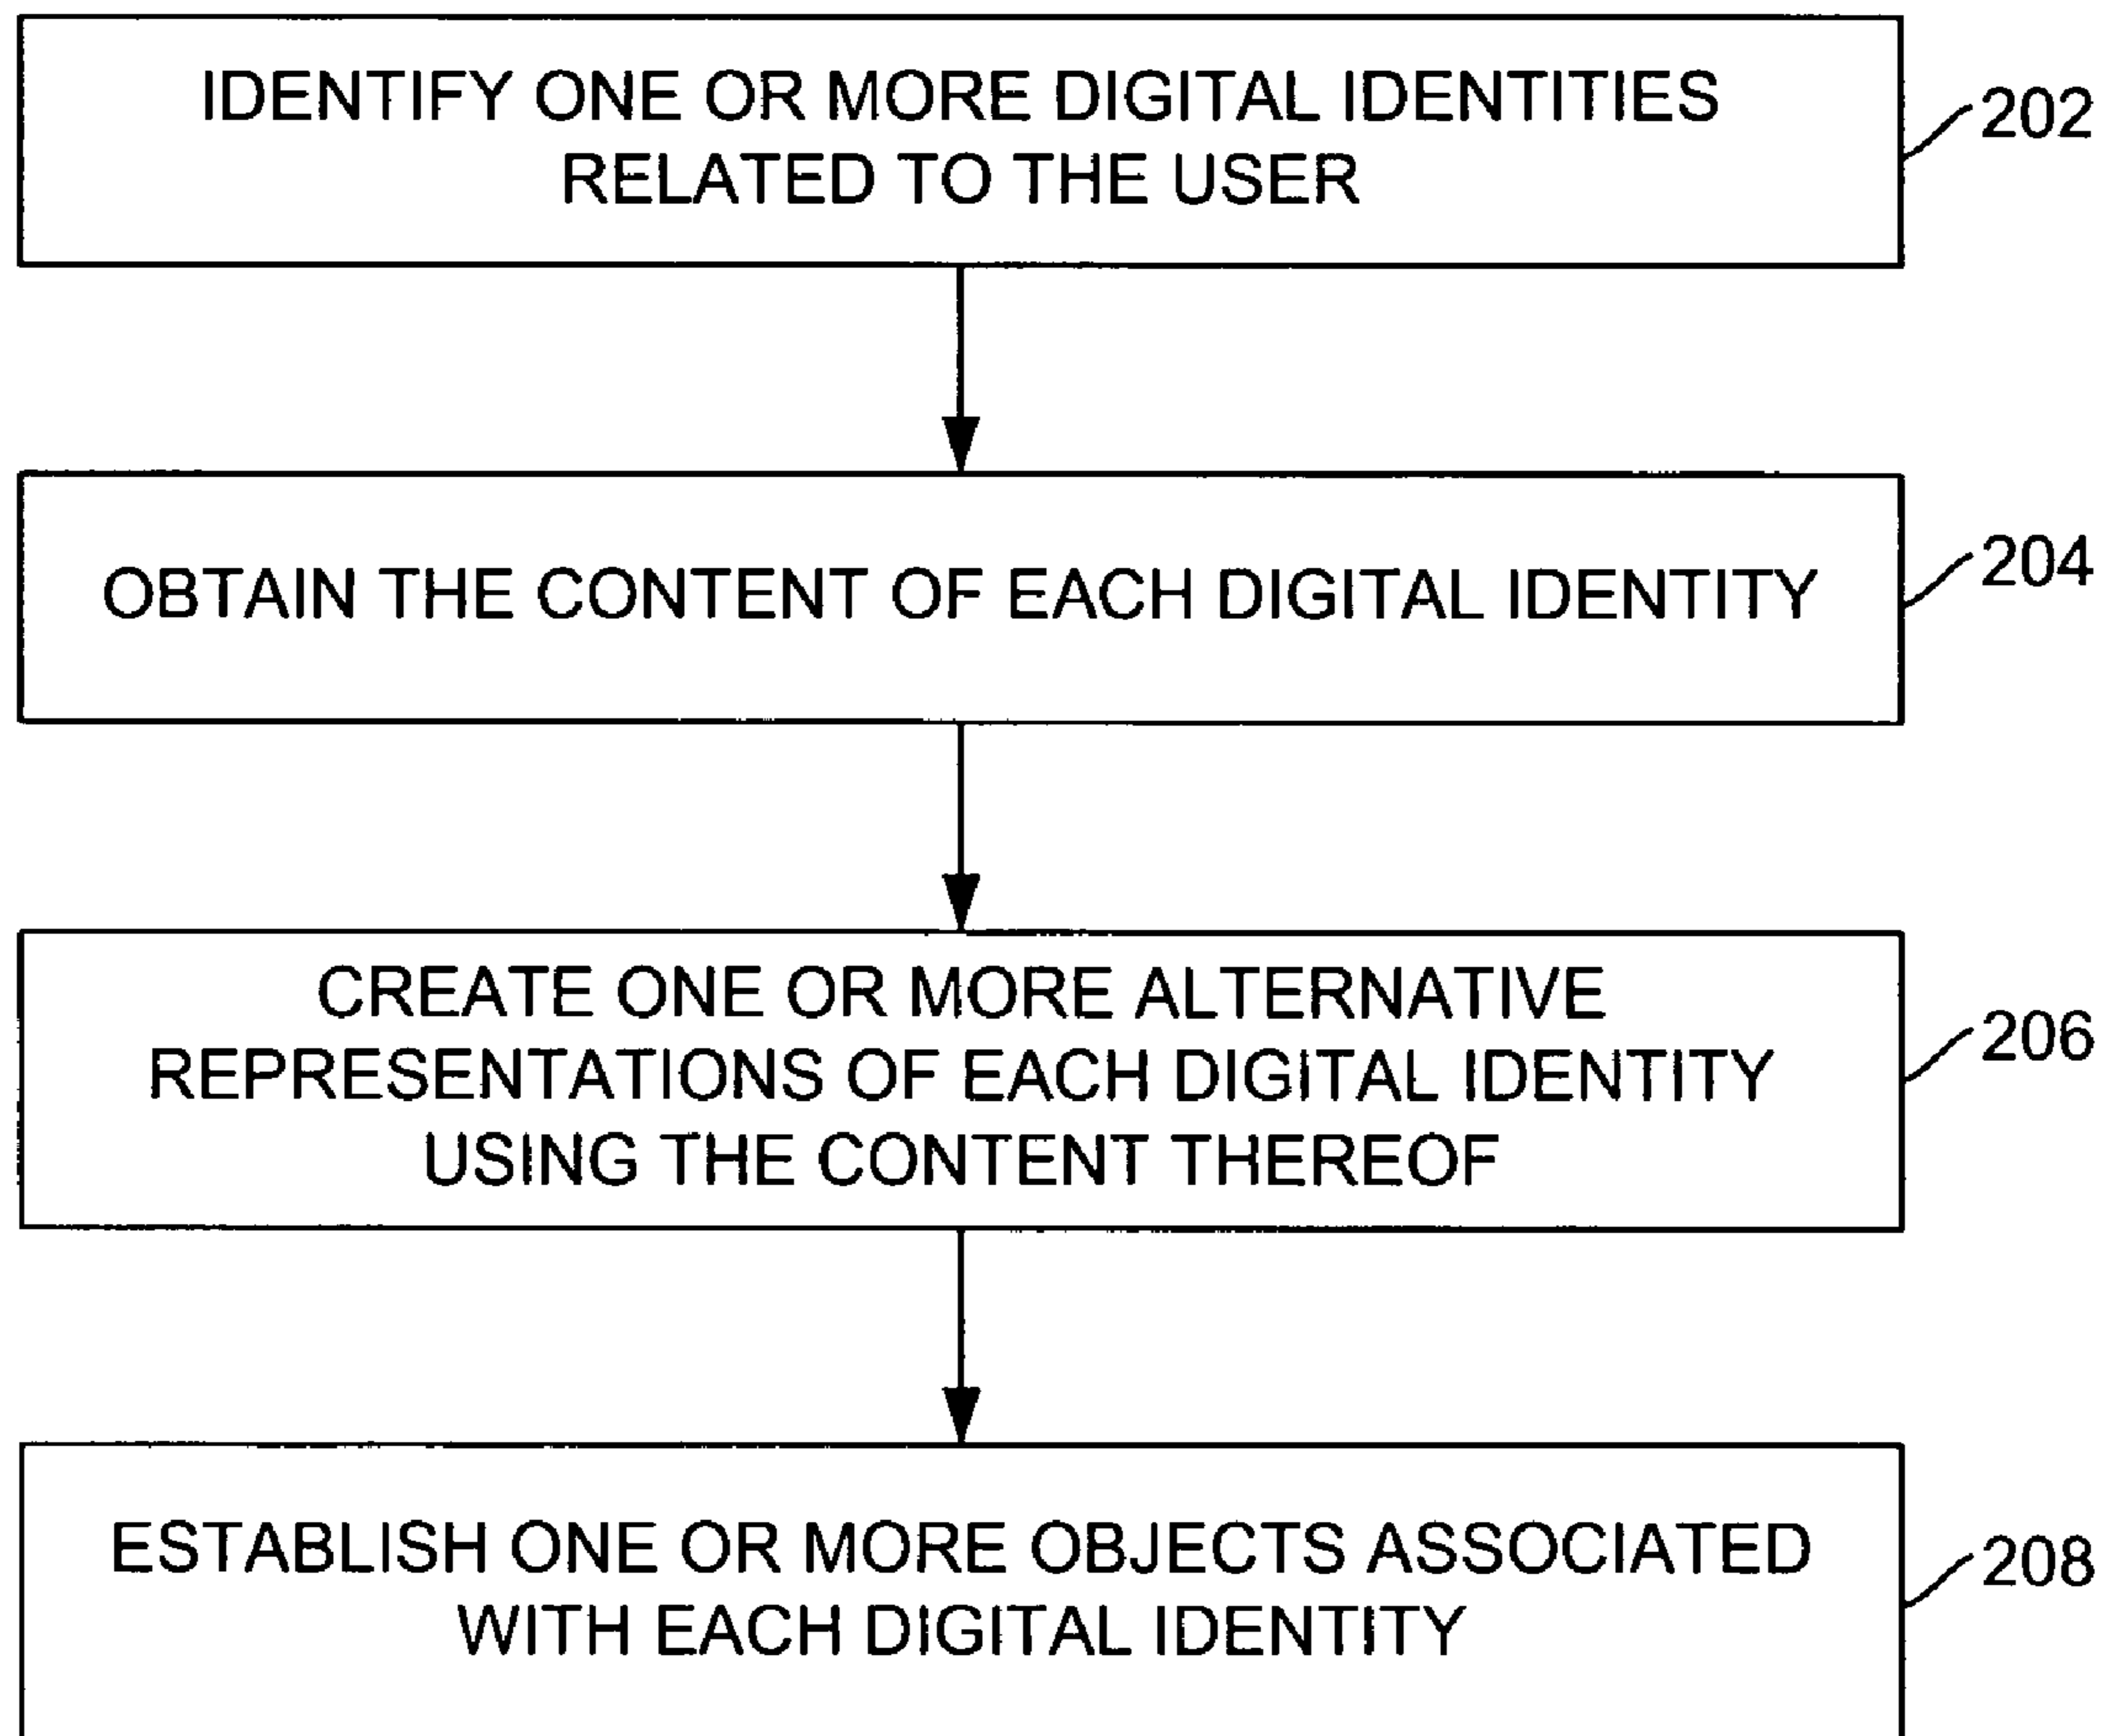 IDENTIFY ONE OR MORE DIGITAL IDENTITIES
RELATED TO THE USER
202
OBTAIN THE CONTENT OF EACH DIGITAL IDENTITY
204
CREATE ONE OR MORE ALTERNATIVE
REPRESENTATIONS OF EACH DIGITAL IDENTITY
USING THE CONTENT THEREOF
206
ESTABLISH ONE OR MORE OBJECTS ASSOCIATED
WITH EACH DIGITAL IDENTITY
208